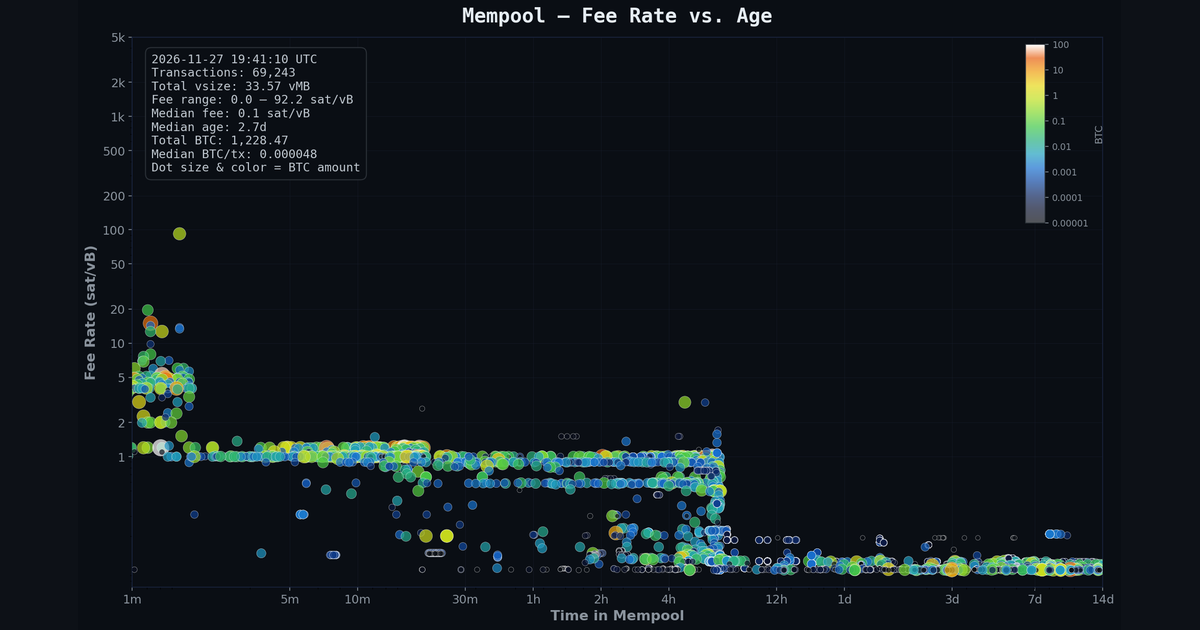 Mempool — Fee Rate vs. Age
2026-11-27 19:41:10 UTC
Transactions: 69,243
Total vsize: 33.57 vMB
Fee range: 0.0 — 92.2 sat/vB
Median fee: 0.1 sat/vB
Median age: 2.7d
Total BTC: 1,228.47
Median BTC/tx: 0.000048
Dot size & color = BTC amount
5k
2k
1k
500
200
100
50
20
10
5
2
1
Fee Rate (sat/vB)
100
10
1
0.1
0.01
0.001
0.0001
0.00001
BTC
1m
5m
10m
30m
1h
2h
4h
12h
1d
3d
7d
14d
Time in Mempool